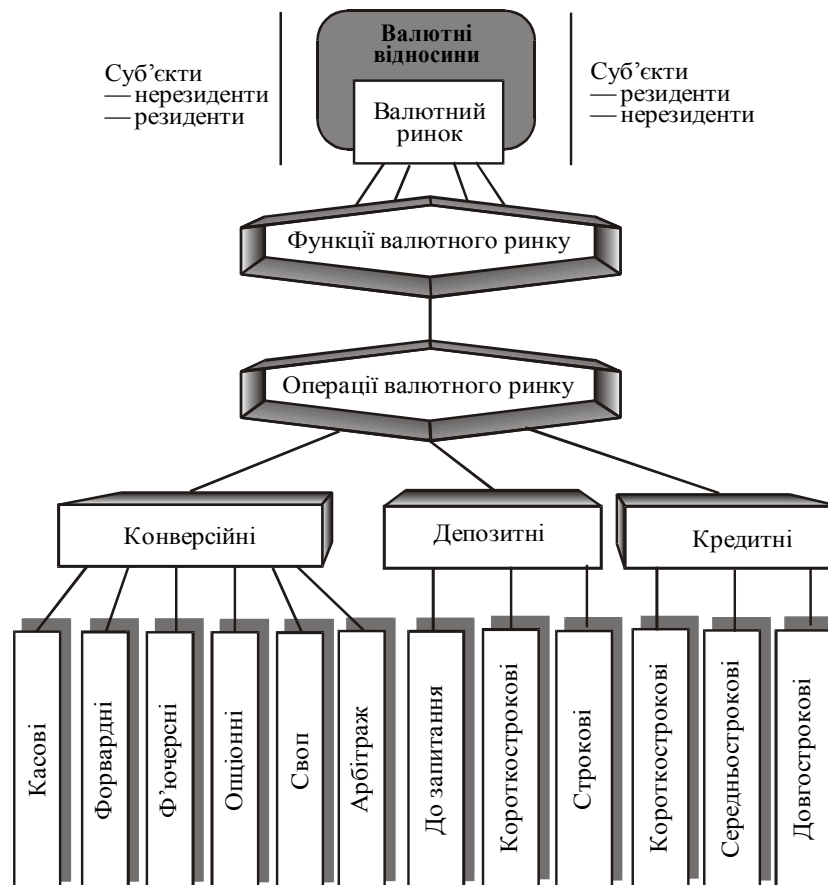 Валютні
відносини
Суб’єкти
— нерезиденти
— резиденти
Валютний
ринок
Суб’єкти
— резиденти
— нерезиденти
Функції валютного ринку
Операції валютного ринку
Конверсійні
Депозитні
Кредитні
Касові
Форвардні
Ф’ючерсні
Опціонні
Своп
Арбітраж
До запитання
Короткострокові
Строкові
Короткострокові
Середньострокові
Довгострокові